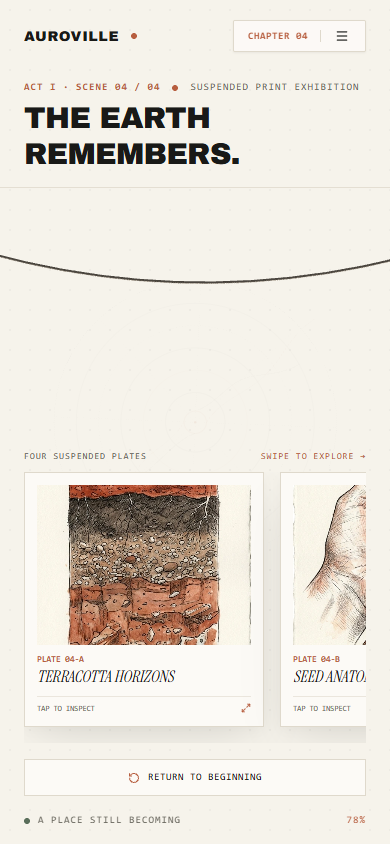 AUROVILLE
CHAPTER 04
ACT I · SCENE 04 / 04 ● SUSPENDED PRINT EXHIBITION
THE EARTH
REMEMBERS.
FOUR SUSPENDED PLATES
SWIPE TO EXPLORE →
PLATE 04-A
TERRACOTTA HORIZONS
TAP TO INSPECT
PLATE 04-B
SEED ANATO
TAP TO INSPECT
RETURN TO BEGINNING
A PLACE STILL BECOMING
78%